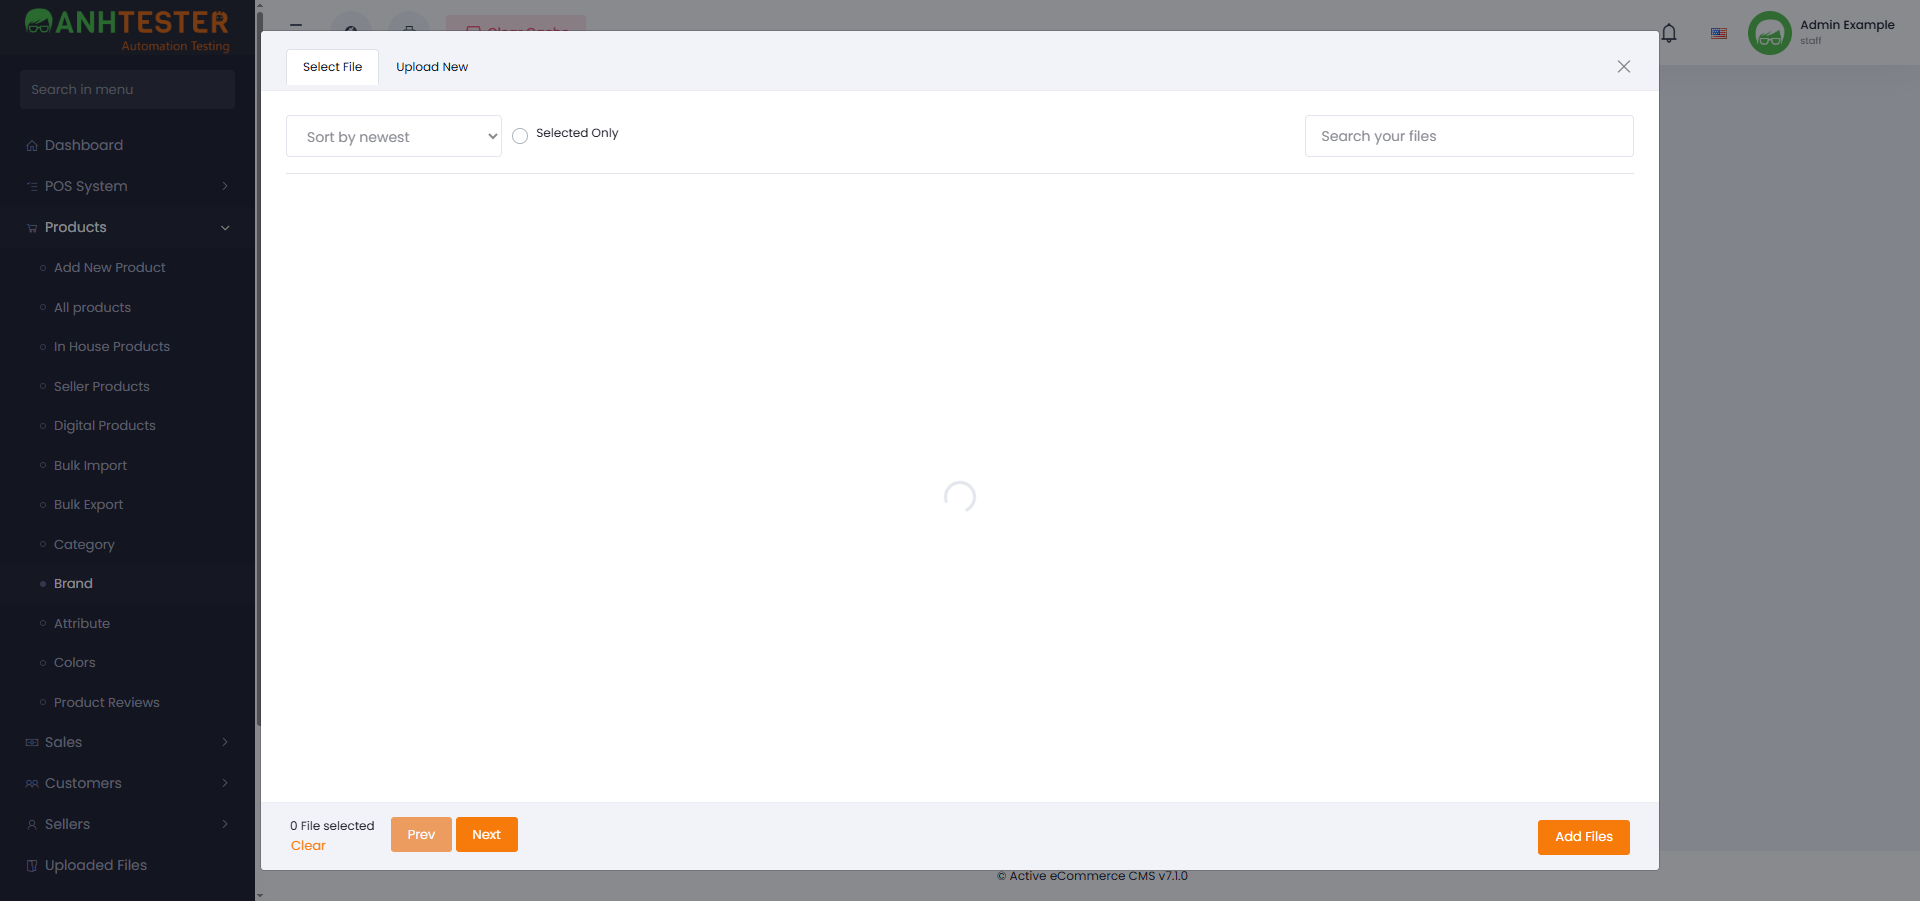 ANHTESTER
Automation Testing
Search in menu
Dashboard
POS System
Products
Add New Product
All products
In House Products
Seller Products
Digital Products
Bulk Import
Bulk Export
Category
Brand
Attribute
Colors
Product Reviews
Sales
Customers
Sellers
Uploaded Files
Admin Example
staff
Select File
Upload New
Sort by newest
Selected Only
Search your files
0 File selected
Clear
Prev
Next
Add Files
© Active eCommerce CMS v7.1.0